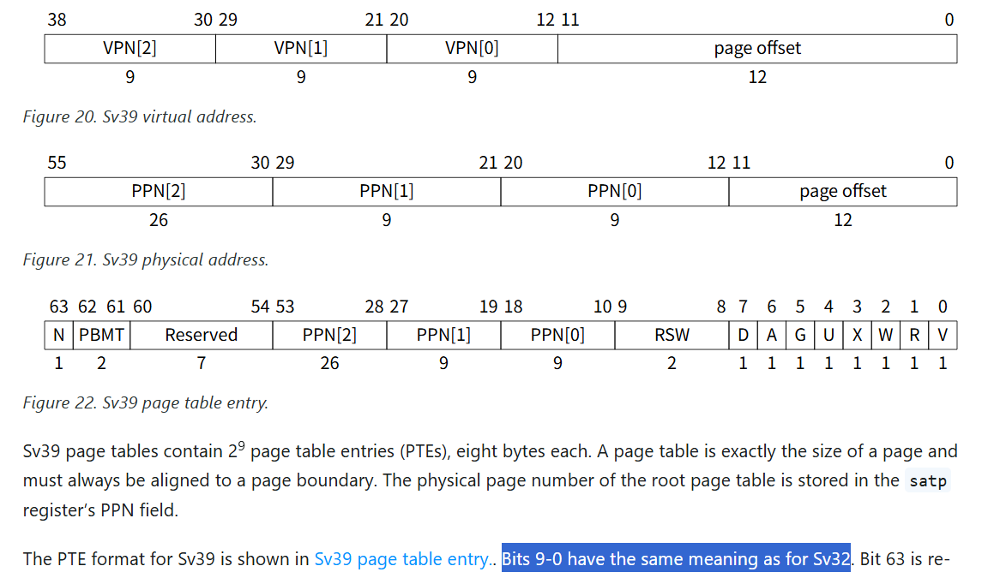 38 30 29 21 20 12 11 0
VPN[2] VPN[1] VPN[0] page offset
9 9 9 12
Figure 20. Sv39 virtual address.
55 30 29 21 20 12 11 0
PPN[2] PPN[1] PPN[0] page offset
26 9 9 12
Figure 21. Sv39 physical address.
63 62 61 60 54 53 28 27 19 18 10 9 8 7 6 5 4 3 2 1 0
N PBMT Reserved PPN[2] PPN[1] PPN[0] RSW D A G U X W R V
1 2 7 26 9 9 2 1 1 1 1 1 1 1 1
Figure 22. Sv39 page table entry.
Sv39 page tables contain 2⁹ page table entries (PTEs), eight bytes each. A page table is exactly the size of a page and
must always be aligned to a page boundary. The physical page number of the root page table is stored in the satp
register’s PPN field.
The PTE format for Sv39 is shown in Sv39 page table entry.. Bits 9-0 have the same meaning as for Sv32. Bit 63 is re-